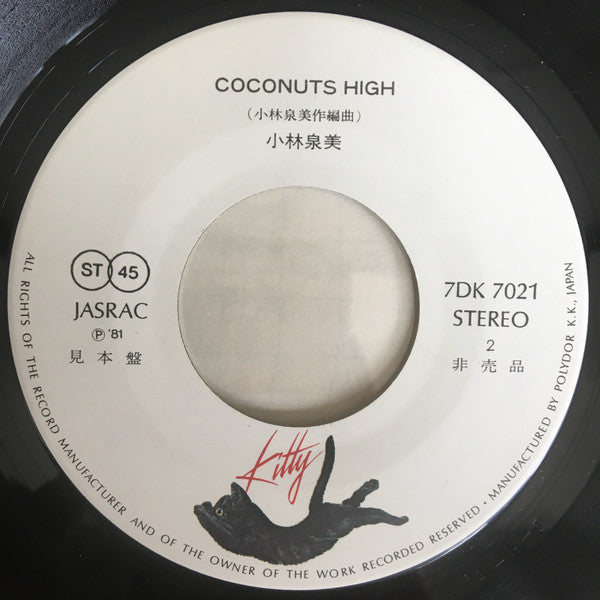 COCONUTS HIGH
(小林泉美作編曲)
小林泉美
ST 45
JASRAC
Ⓟ '81
見本盤
7DK 7021
STEREO
2
非売品
Kitty
ALL RIGHTS OF THE RECORD MANUFACTURER AND OF THE OWNER OF THE WORK RECORDED RESERVED • MANUFACTURED BY POLYDOR K.K., JAPAN